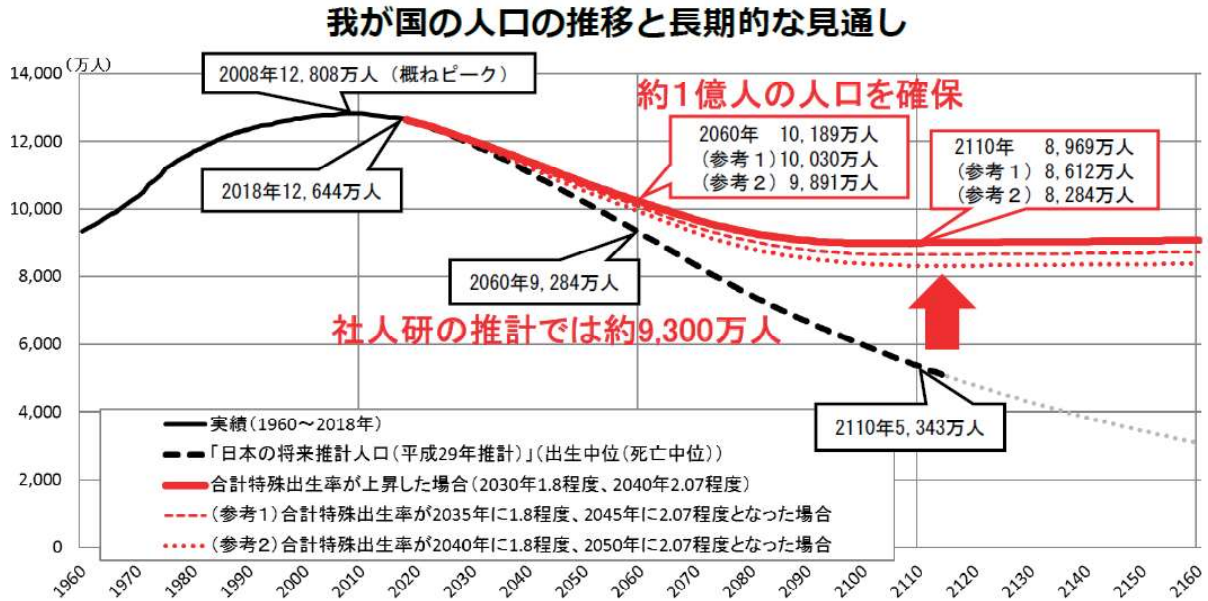 我が国の人口の推移と長期的な見通し
(万人)
14,000
12,000
10,000
8,000
6,000
4,000
2,000
0
2008年12,808万人（概ねピーク）
2018年12,644万人
約1億人の人口を確保
2060年　10,189万人
(参考１)10,030万人
(参考２) 9,891万人
2110年　8,969万人
(参考１) 8,612万人
(参考２) 8,284万人
2060年9,284万人
社人研の推計では約9,300万人
2110年5,343万人
実績(1960～2018年)
「日本の将来推計人口(平成29年推計)」(出生中位(死亡中位))
合計特殊出生率が上昇した場合(2030年1.8程度、2040年2.07程度)
(参考１)合計特殊出生率が2035年に1.8程度、2045年に2.07程度となった場合
(参考２)合計特殊出生率が2040年に1.8程度、2050年に2.07程度となった場合
1960 1970 1980 1990 2000 2010 2020 2030 2040 2050 2060 2070 2080 2090 2100 2110 2120 2130 2140 2150 2160